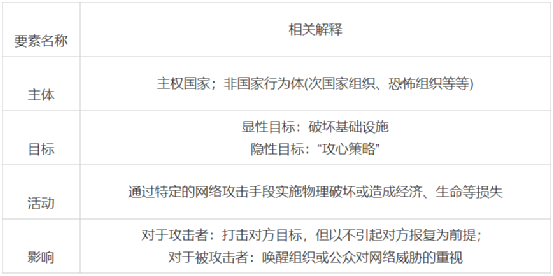 要素名称
相关解释
主体
主权国家；非国家行为体(次国家组织、恐怖组织等等)
目标
显性目标：破坏基础设施
隐性目标：“攻心策略”
活动
通过特定的网络攻击手段实施物理破坏或造成经济、生命等损失
影响
对于攻击者：打击对方目标，但以不引起对方报复为前提；
对于被攻击者：唤醒组织或公众对网络威胁的重视